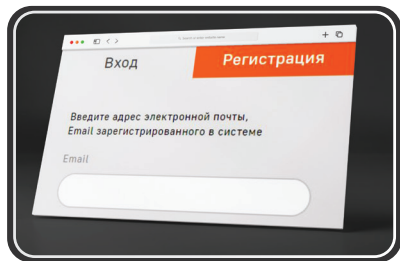 Вход
Регистрация
Введите адрес электронной почты,
Email зарегистрированного в системе
Email